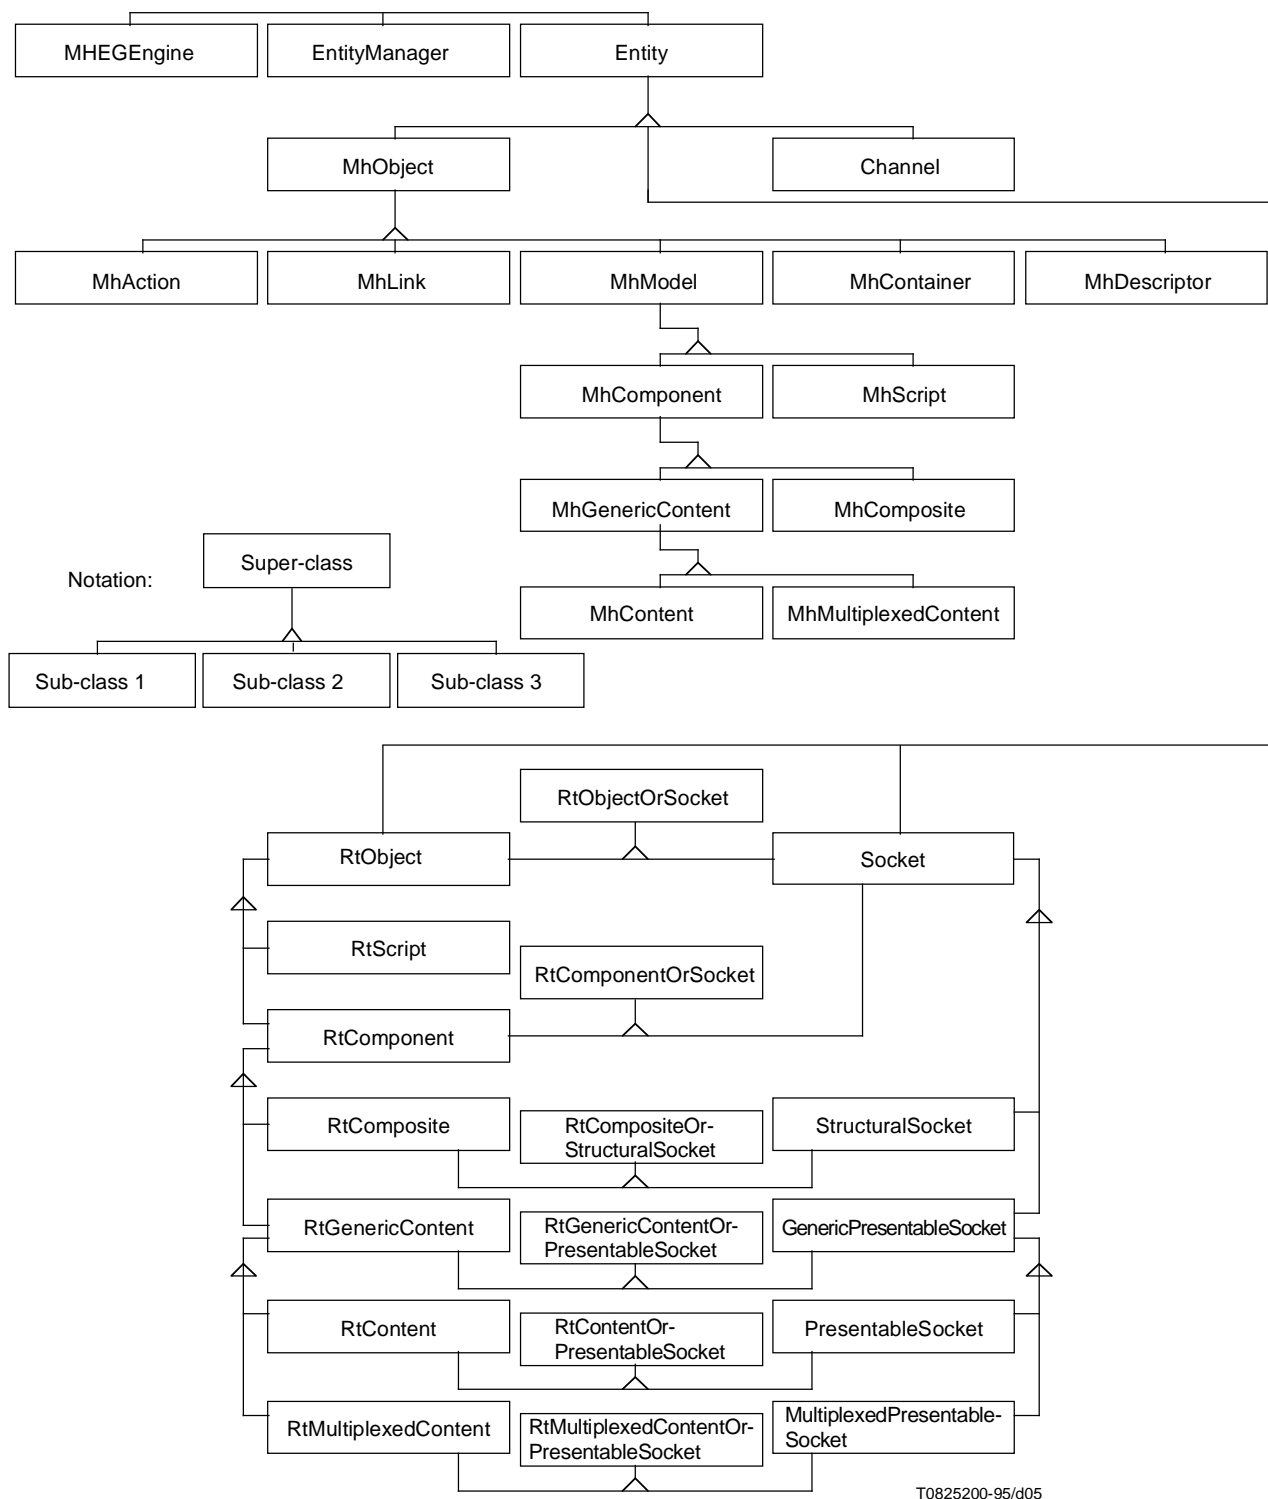 MHEGEngine
EntityManager
Entity
MhObject
Channel
MhAction
MhLink
MhModel
MhContainer
MhDescriptor
MhComponent
MhScript
MhGenericContent
MhComposite
Super-class
Notation:
MhContent
MhMultiplexedContent
Sub-class 1
Sub-class 2
Sub-class 3
RtObjectOrSocket
RtObject
Socket
RtScript
RtComponentOrSocket
RtComponent
RtComposite
RtCompositeOr-
StructuralSocket
StructuralSocket
RtGenericContent
RtGenericContentOr-
PresentableSocket
GenericPresentableSocket
RtContent
RtContentOr-
PresentableSocket
PresentableSocket
RtMultiplexedContent
RtMultiplexedContentOr-
PresentableSocket
MultiplexedPresentable-
Socket
T0825200-95/d05